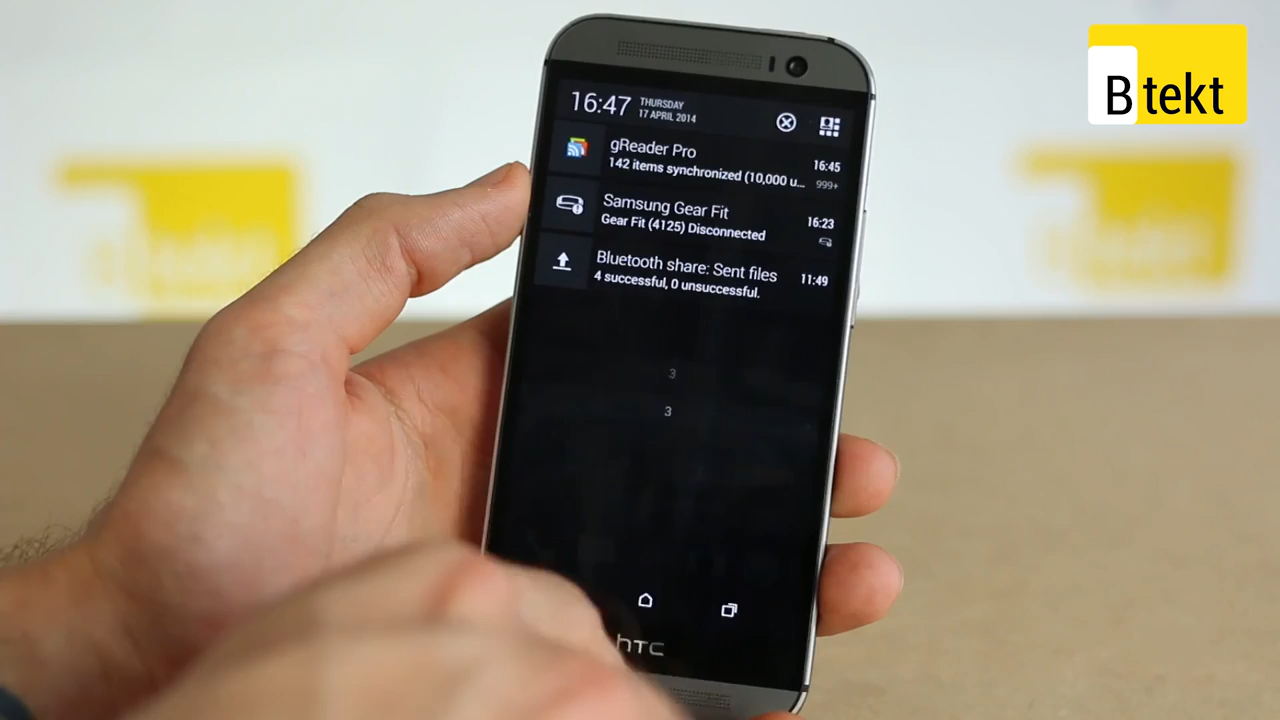 B tekt
16:47
THURSDAY
17 APRIL 2014
gReader Pro
16:45
142 items synchronized (10,000 u...
999+
Samsung Gear Fit
16:23
Gear Fit (4125) Disconnected
Bluetooth share: Sent files
11:49
4 successful, 0 unsuccessful.
3
3
hTC